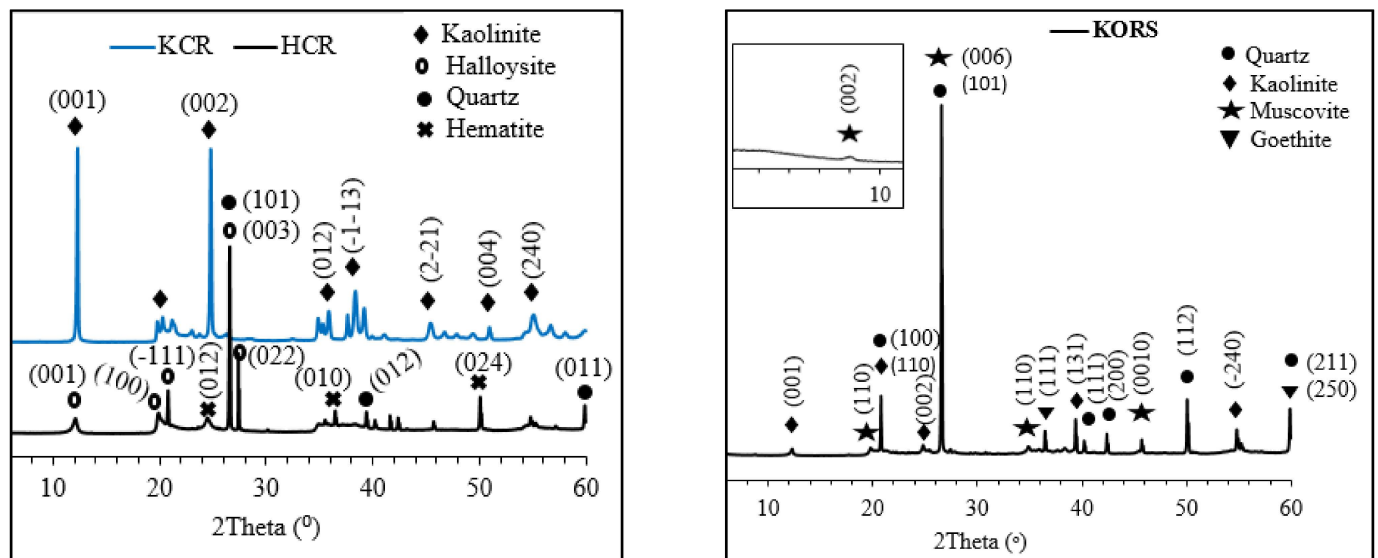 KCR HCR
Kaolinite
Halloysite
Quartz
Hematite
(001)
(002)
(101)
(003)
(012)
(-1-13)
(2-21)
(004)
(240)
(-111)
(001)
(100)
(012)
(022)
(010)
(012)
(024)
(011)
10 20 30 40 50 60
2Theta (⁰)
KORS
Quartz
Kaolinite
Muscovite
Goethite
(002)
10
(006)
(101)
(100)
(110)
(001)
(110)
(002)
(110)
(111)
(131)
(111)
(200)
(0010)
(112)
(-240)
(211)
(250)
10 20 30 40 50 60
2Theta (°)